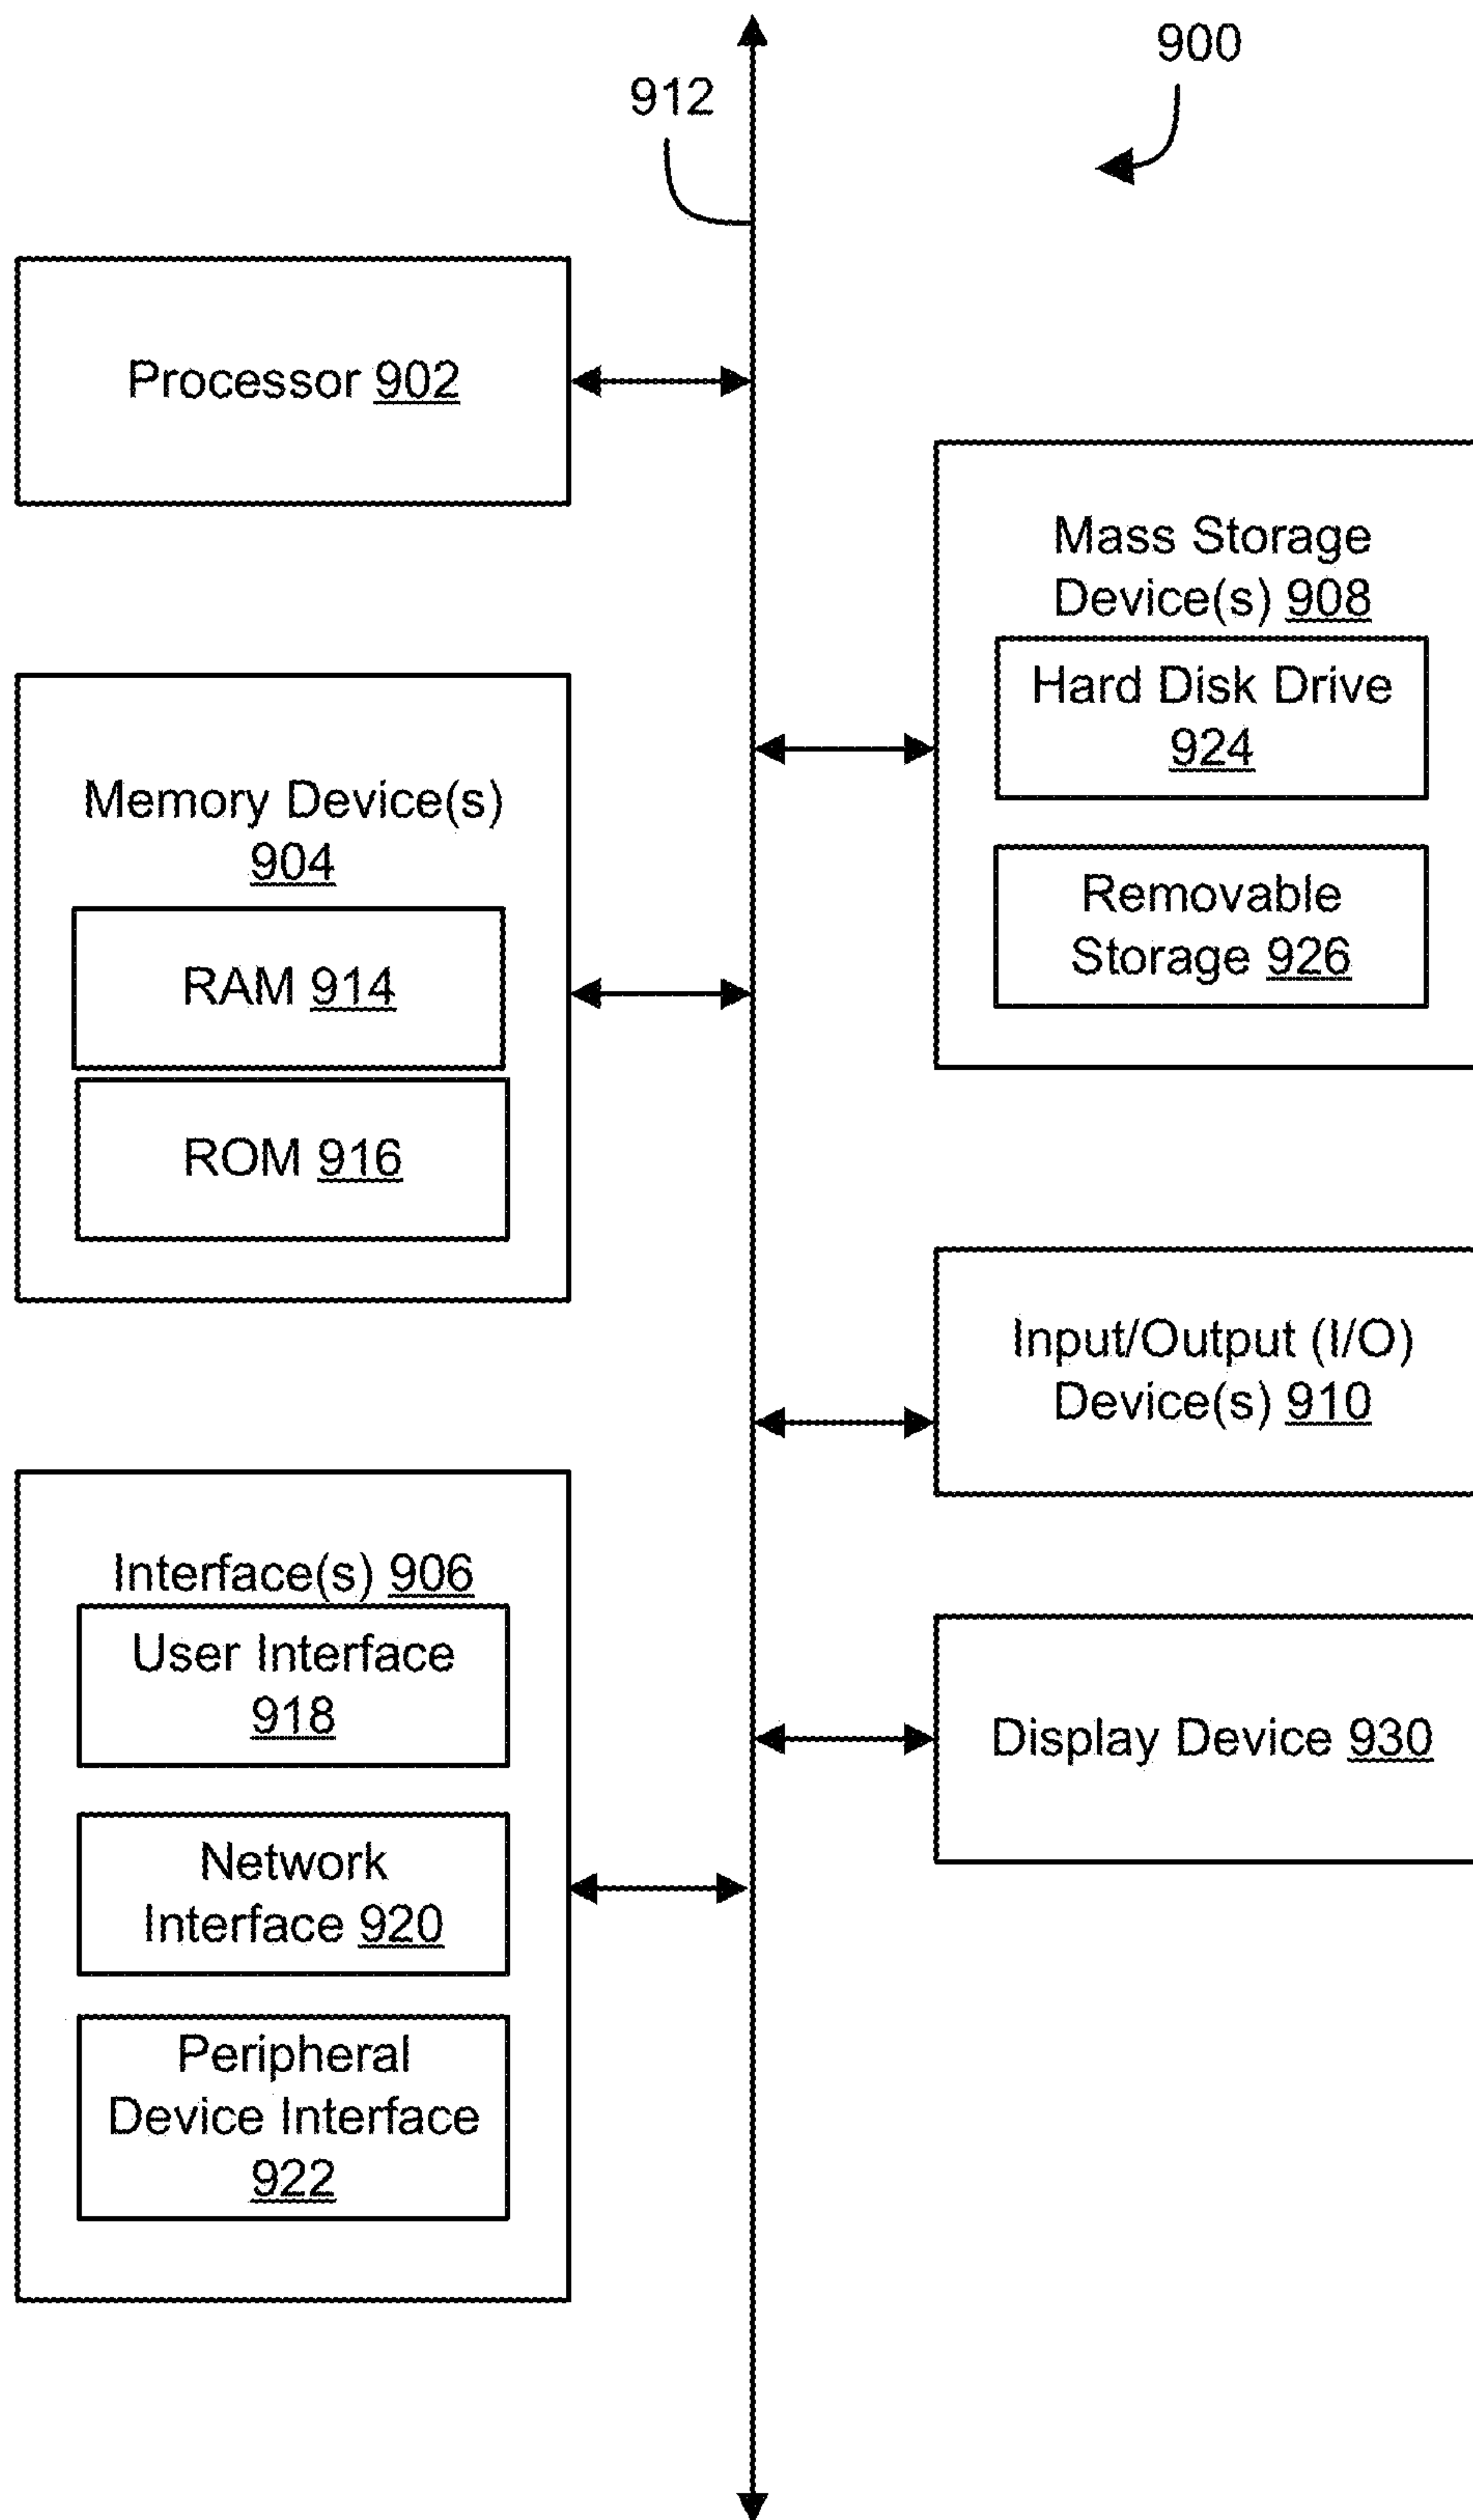 900
912
Processor 902
Mass Storage
Device(s) 908
Hard Disk Drive
924
Removable
Storage 926
Memory Device(s)
904
RAM 914
ROM 916
Input/Output (I/O)
Device(s) 910
Interface(s) 906
User Interface
918
Network
Interface 920
Peripheral
Device Interface
922
Display Device 930